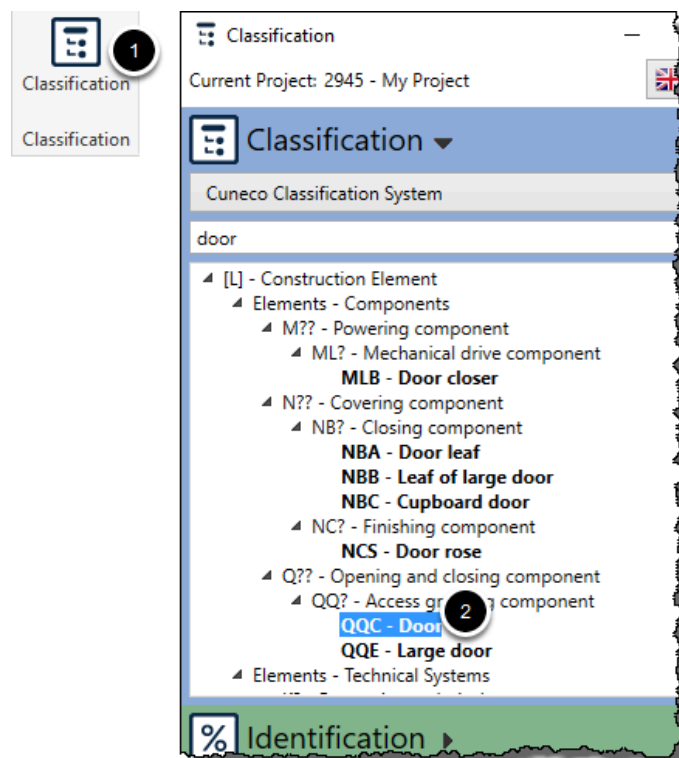 1
Classification
Classification
Classification
Current Project: 2945 - My Project
Classification
Cuneco Classification System
door
[L] - Construction Element
Elements - Components
M?? - Powering component
ML? - Mechanical drive component
MLB - Door closer
N?? - Covering component
NB? - Closing component
NBA - Door leaf
NBB - Leaf of large door
NBC - Cupboard door
NC? - Finishing component
NCS - Door rose
Q?? - Opening and closing component
QQ? - Access gr component
2
QQC - Door
QQE - Large door
Elements - Technical Systems
% Identification